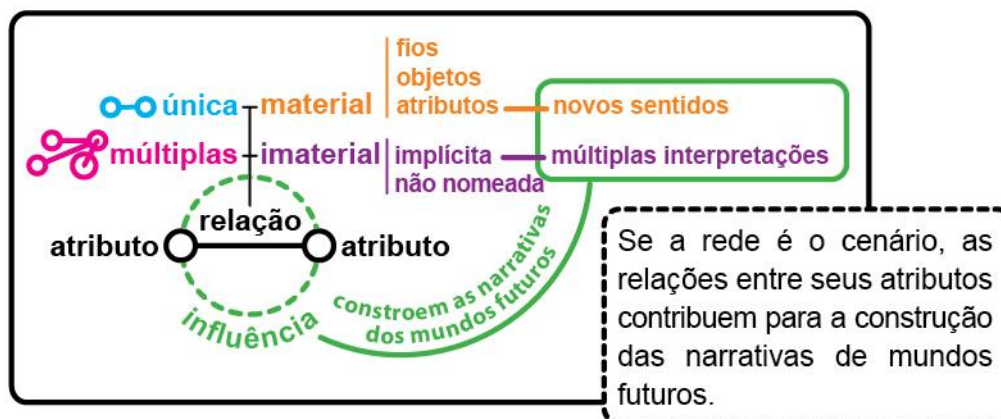 fios
objetos
única material atributos novos sentidos
múltiplas imaterial implícita múltiplas interpretações
não nomeada
relação
atributo atributo
influência
constroem as narrativas
dos mundos futuros
Se a rede é o cenário, as
relações entre seus atributos
contribuem para a construção
das narrativas de mundos
futuros.